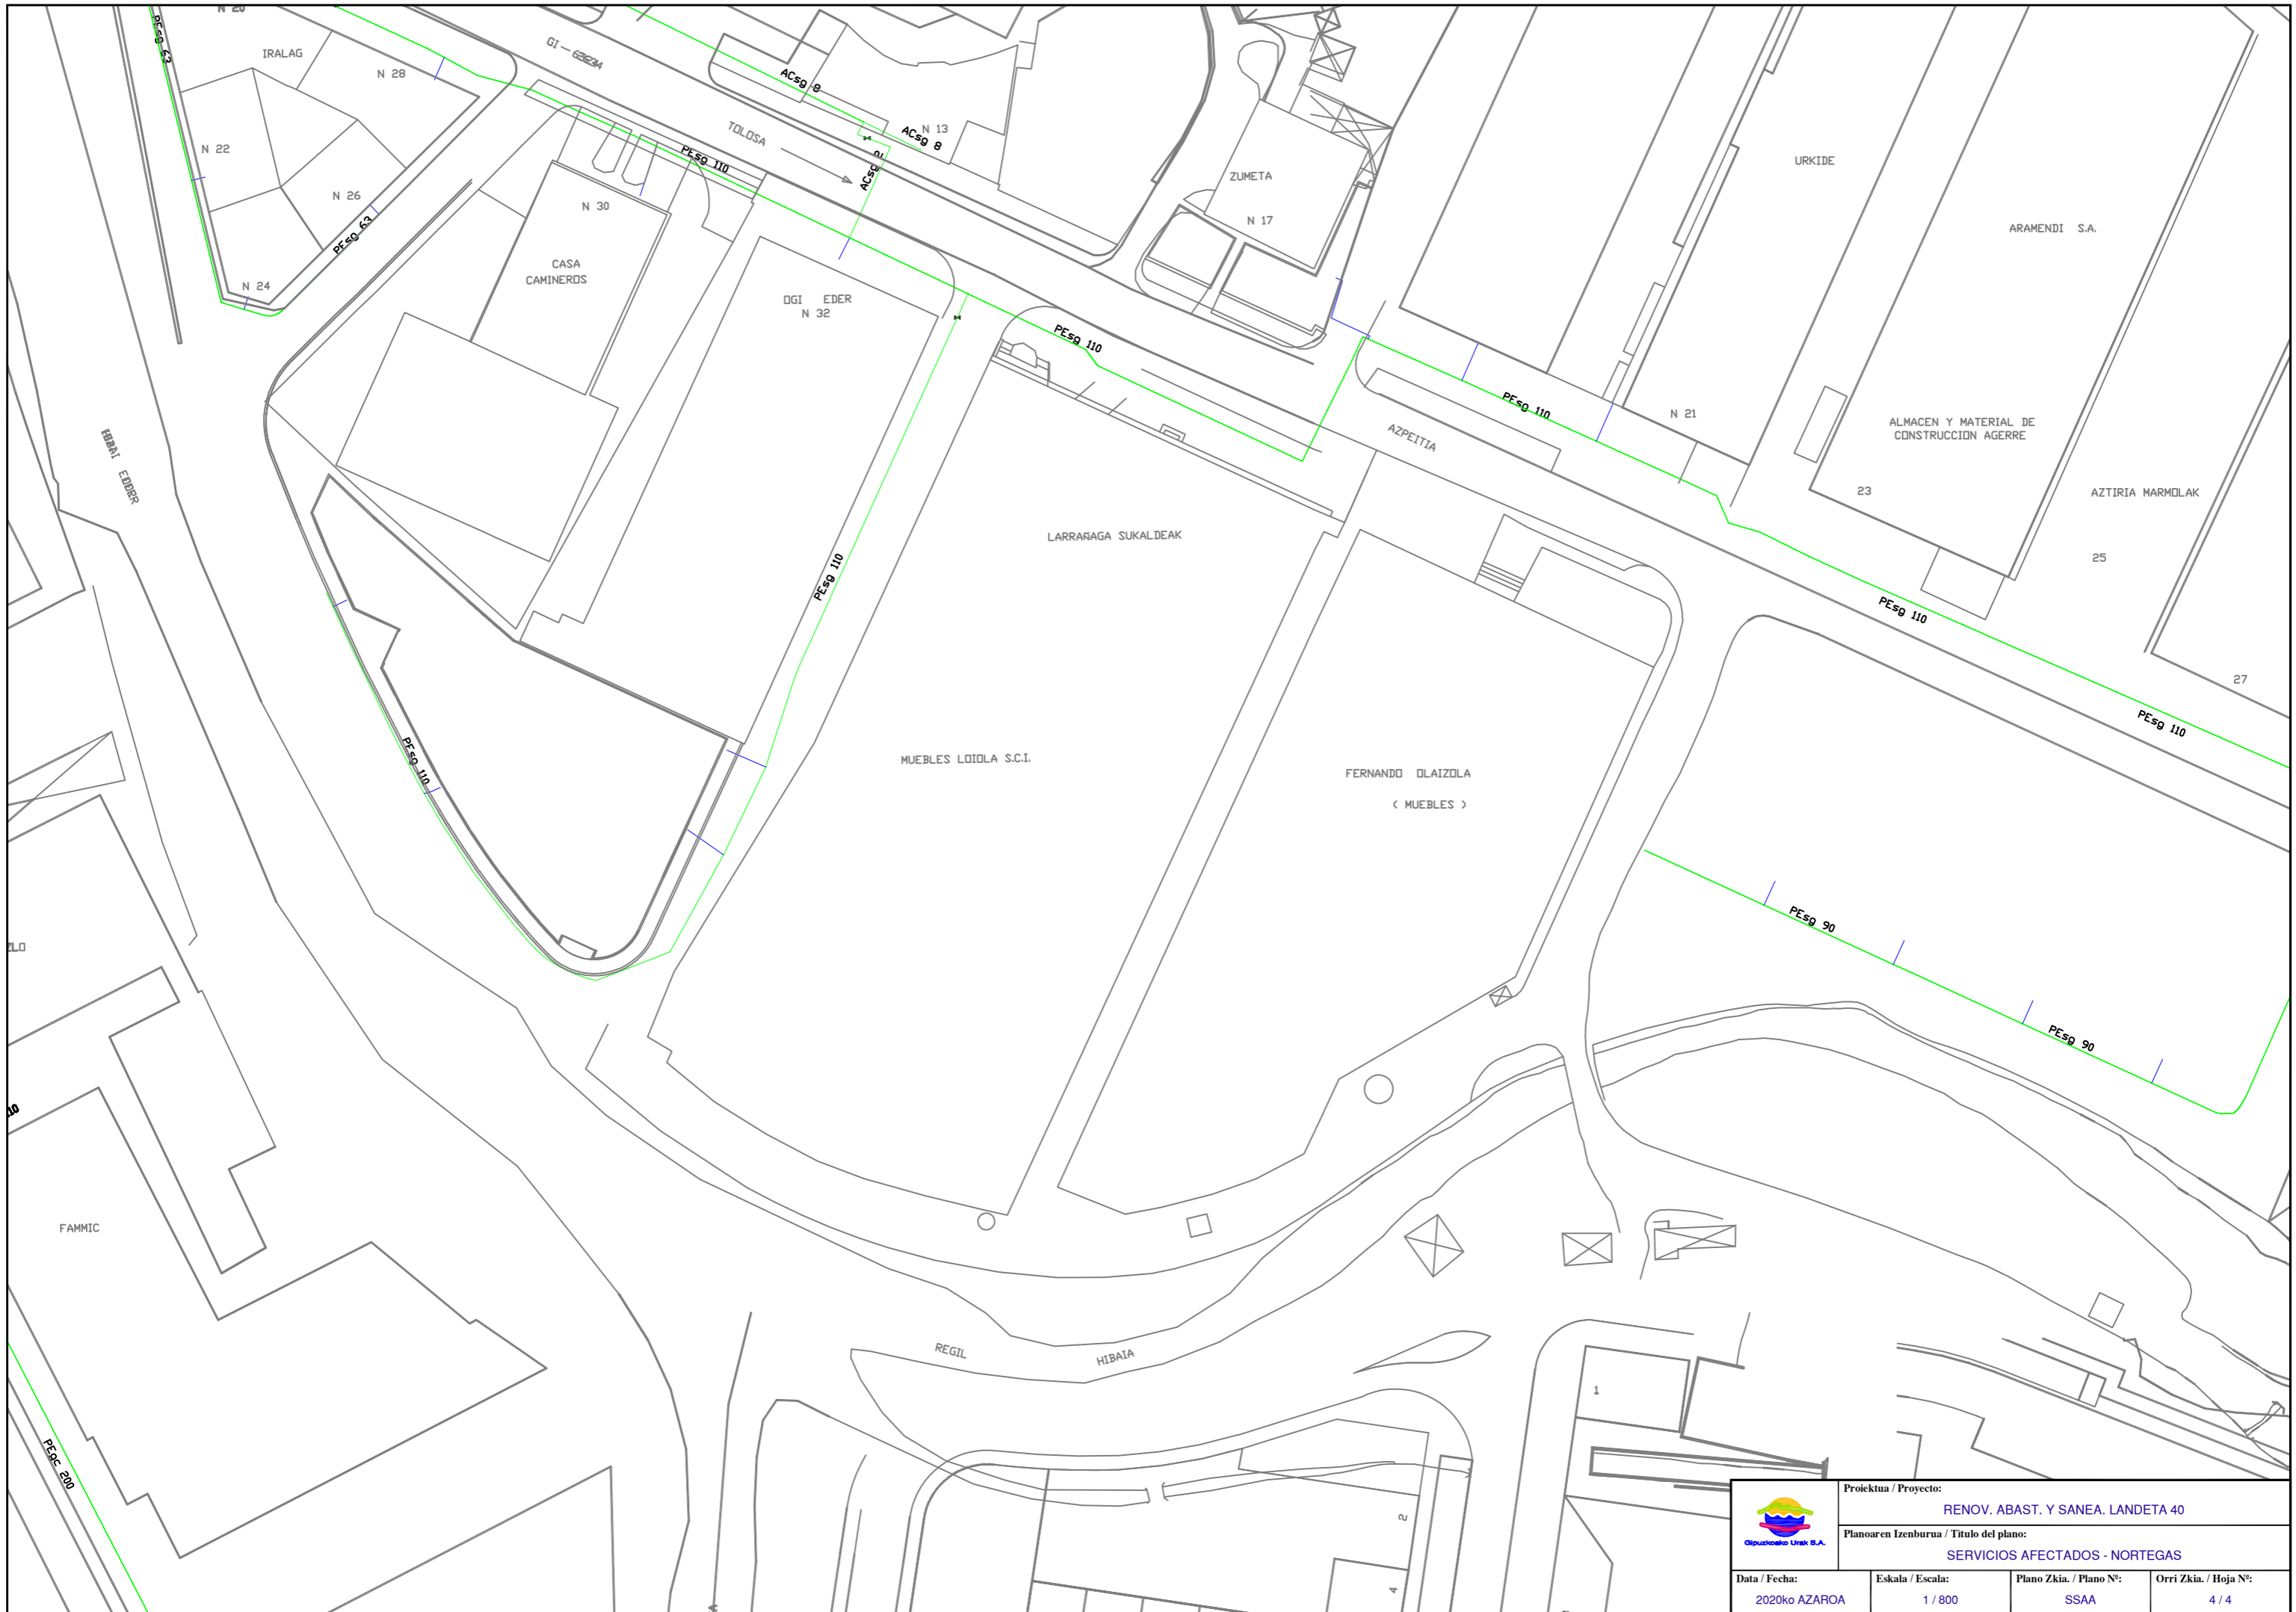 N 20
PEsg 63
IRALAG
N 28
N 22
N 26
PEsg 63
N 24
TOLOSA
ACsg 8
N 13
ACsg 8
PEsg 110
N 30
CASA
CAMINEROS
OGI EDER
N 32
ZUMETA
N 17
URKIDE
ARAMENDI S.A.
PEsg 110
PEsg 110
N 21
AZPEITIA
ALMACEN Y MATERIAL DE
CONSTRUCCION AGERRE
23
AZTIRIA MARMOLAK
25
27
LARRAÑAGA SUKALDEAK
PEsg 110
PEsg 110
PEsg 110
PEsg 110
MUEBLES LOIOLA S.C.I.
FERNANDO OLAIZOLA
( MUEBLES )
PEsg 90
PEsg 90
FAMMIC
REGIL
HIBAIA
PEgc 200
1
2
4
Gipuzkoako Urak S.A.
Proiektua / Proyecto:
RENOV. ABAST. Y SANEA. LANDETA 40
Planoaren Izenburua / Titulo del plano:
SERVICIOS AFECTADOS - NORTEGAS
Data / Fecha:
2020ko AZAROA
Eskala / Escala:
1 / 800
Plano Zkia. / Plano Nº:
SSAA
Orri Zkia. / Hoja Nº:
4 / 4